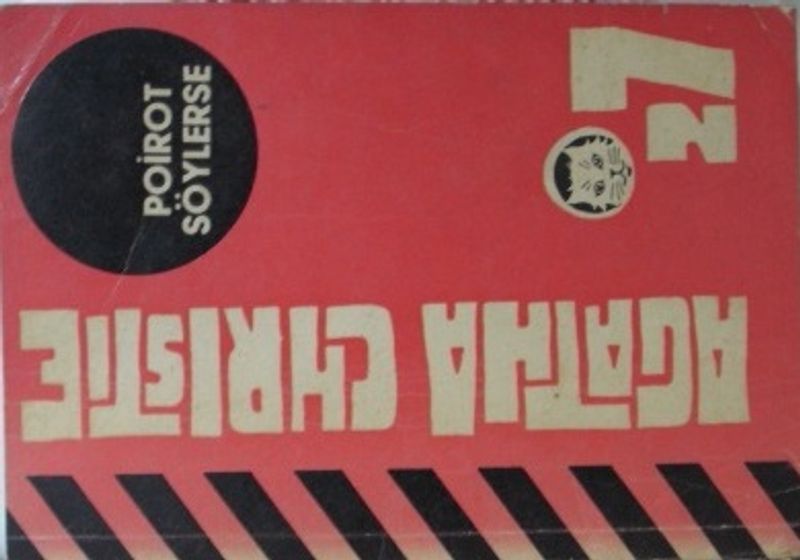 POİROT
SÖYLERSE
27
AGATHA CHRISTIE